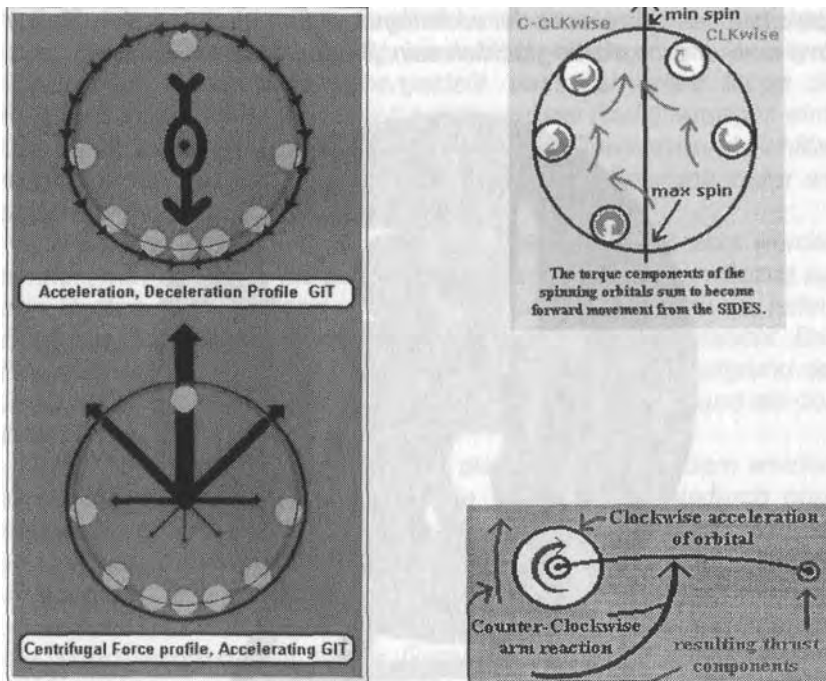 Acceleration, Deceleration Profile GIT
Centrifugal Force profile, Accelerating GIT
C-CLKwise
min spin
CLKwise
max spin
The torque components of the
spinning orbitals sum to become
forward movement from the SIDES.
Clockwise acceleration
of orbital
Counter-Clockwise
arm reaction
resulting thrust
components